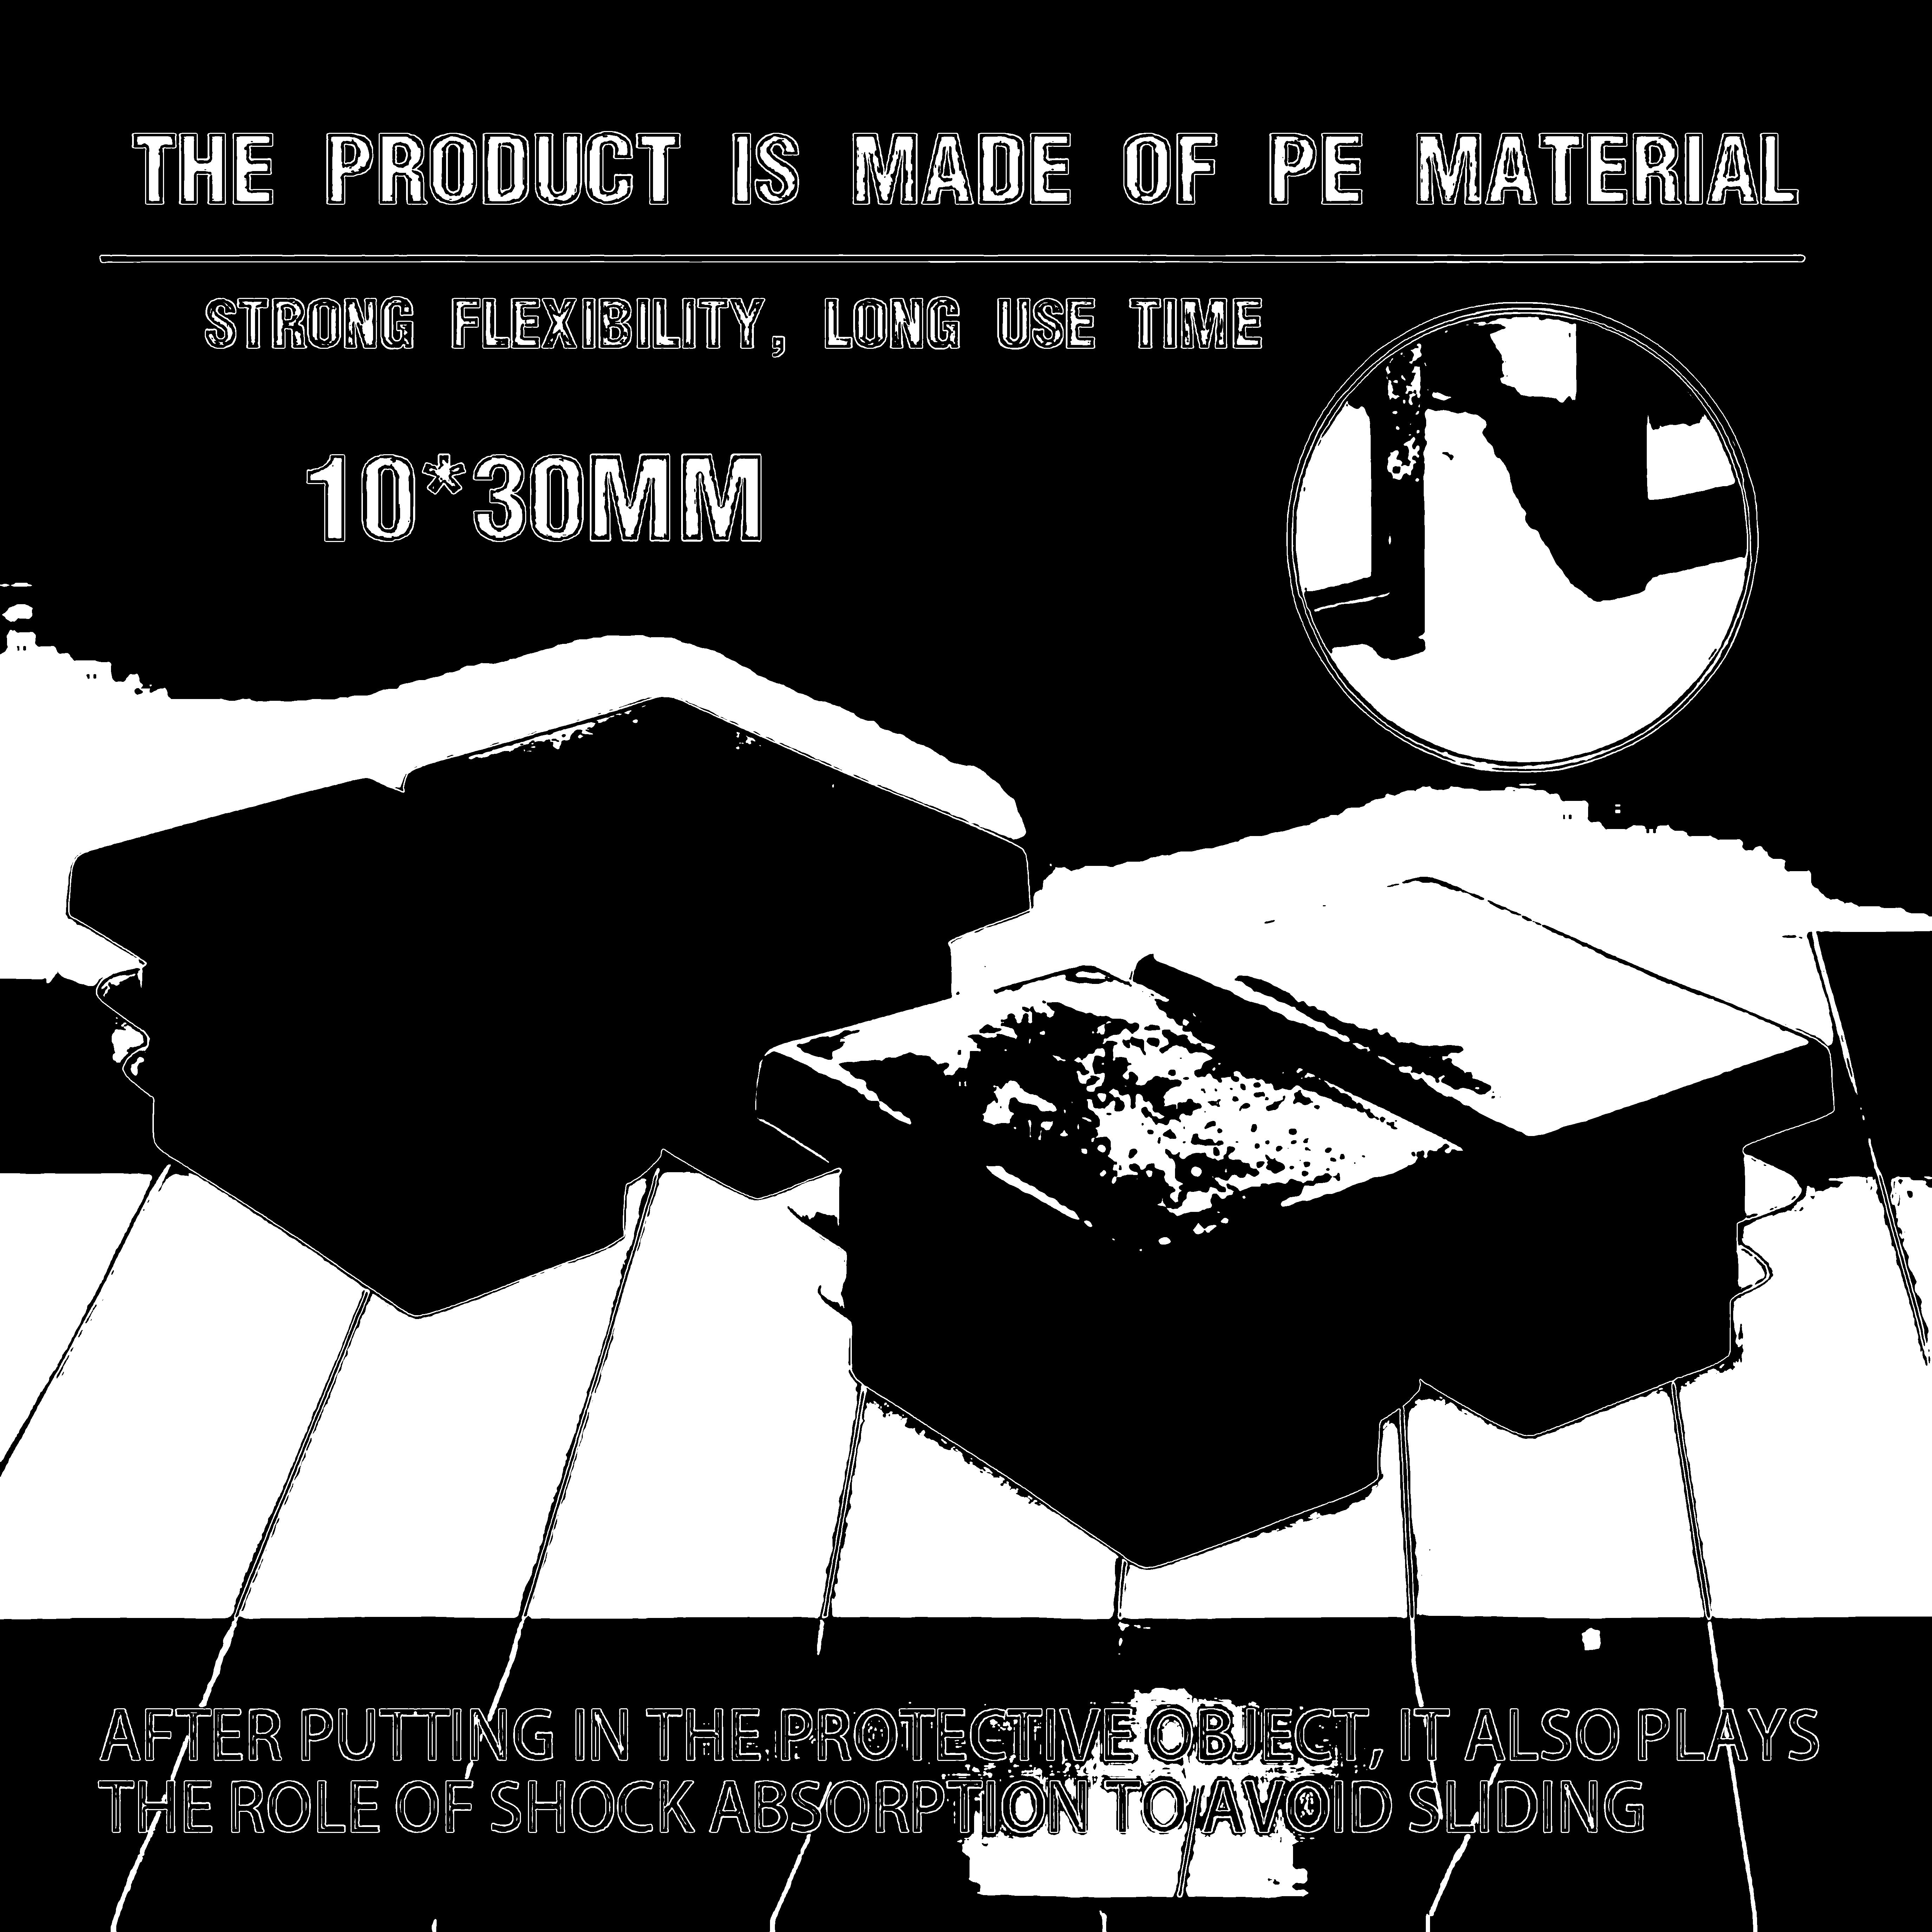 THE PRODUCT IS MADE OF PE MATERIAL
STRONG FLEXIBILITY, LONG USE TIME
10*30MM
AFTER PUTTING IN THE PROTECTIVE OBJECT, IT ALSO PLAYS
THE ROLE OF SHOCK ABSORPTION TO AVOID SLIDING